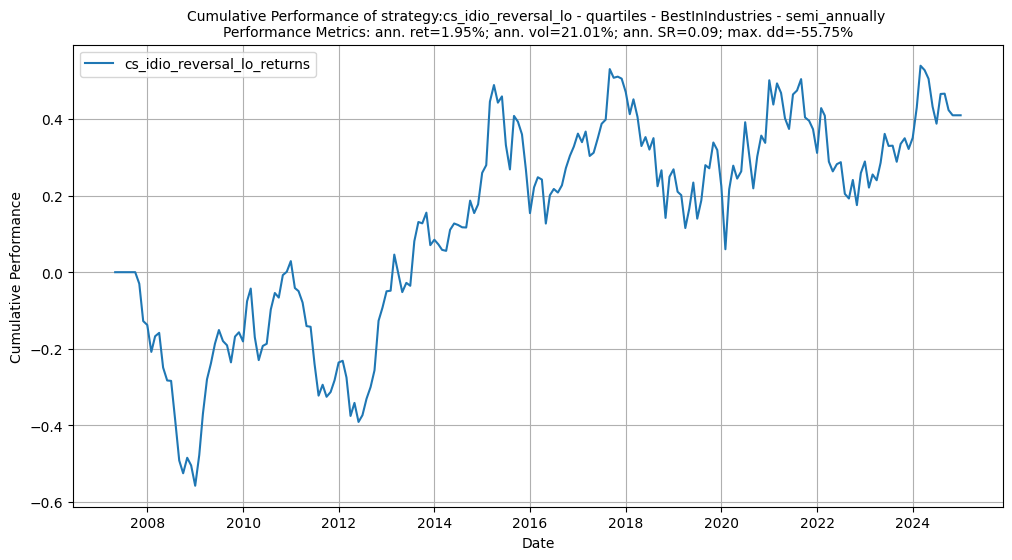 Cumulative Performance of strategy:cs_idio_reversal_lo - quartiles - BestInIndustries - semi_annually
Performance Metrics: ann. ret=1.95%; ann. vol=21.01%; ann. SR=0.09; max. dd=-55.75%
cs_idio_reversal_lo_returns
Cumulative Performance
0.4
0.2
0.0
−0.2
−0.4
−0.6
2008 2010 2012 2014 2016 2018 2020 2022 2024
Date